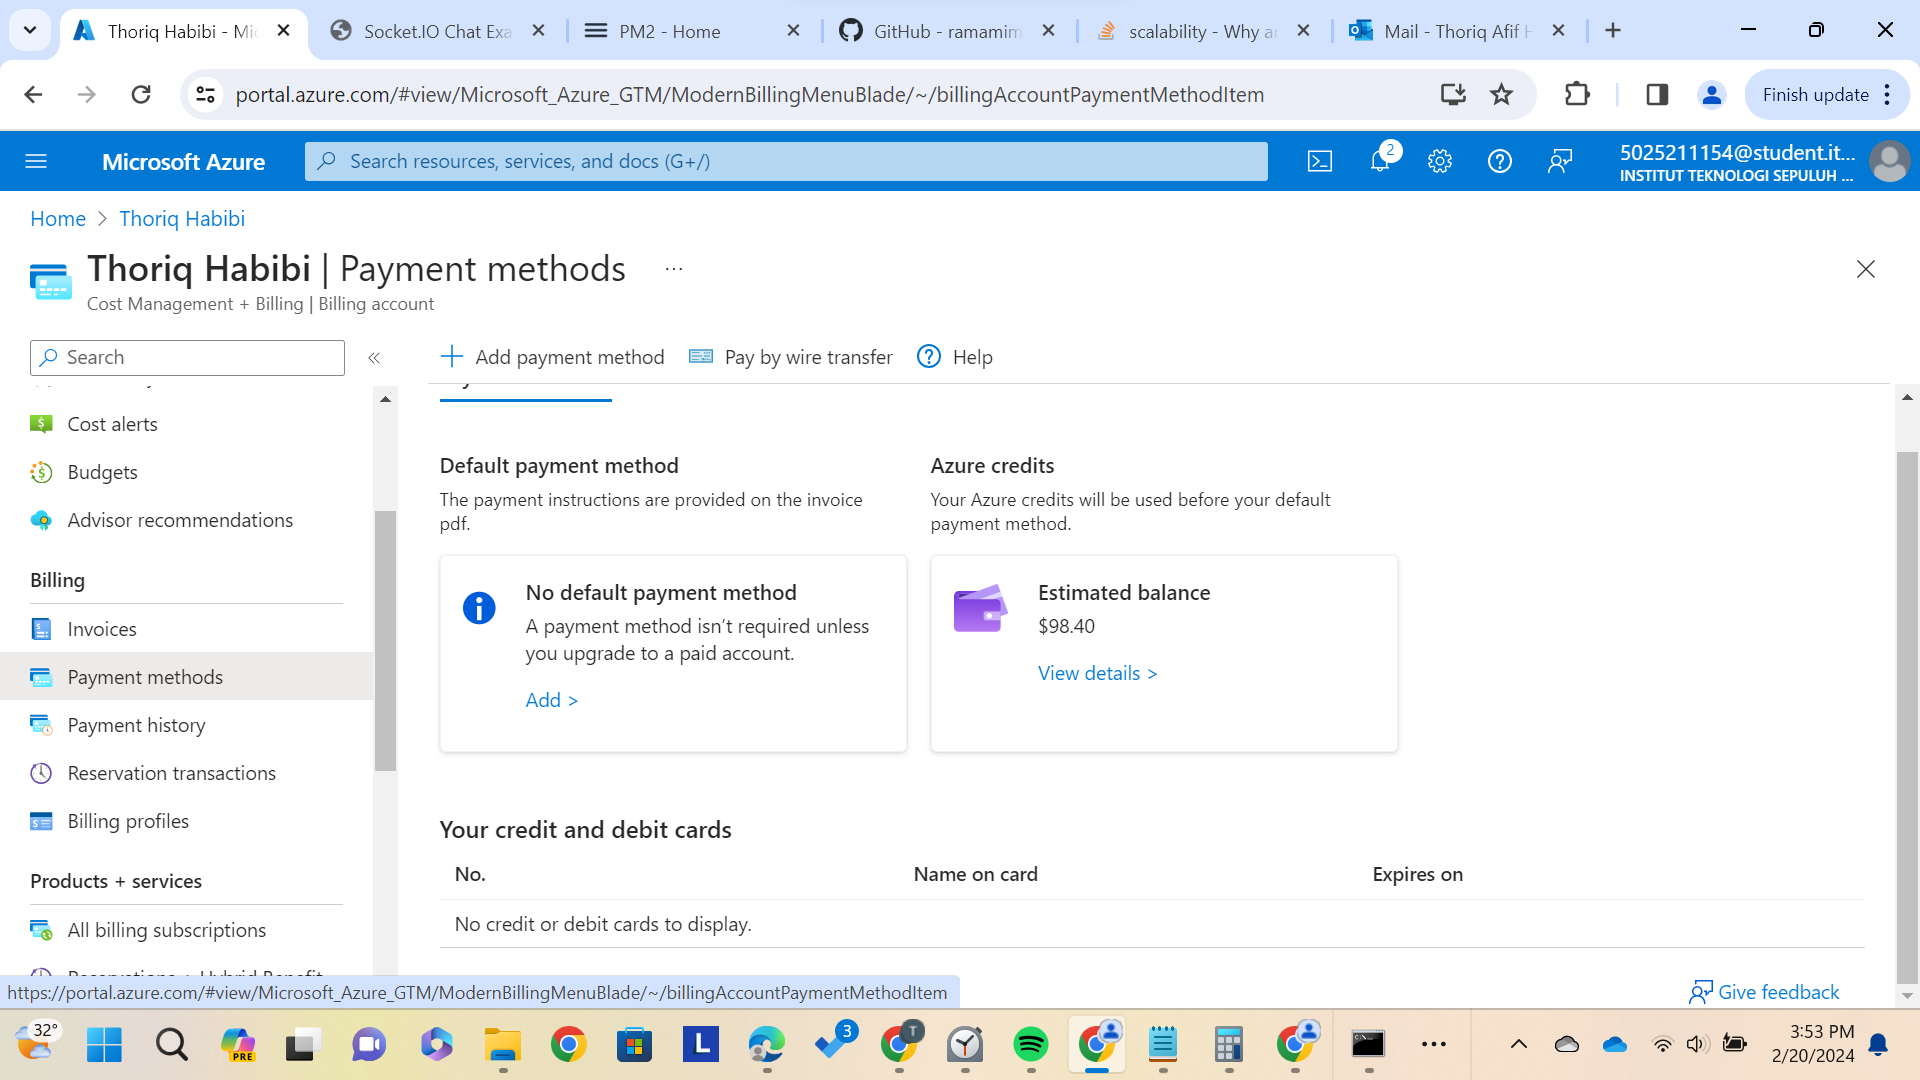 Thoriq Habibi - Mi
Socket.IO Chat Exa
PM2 - Home
GitHub - ramamim
scalability - Why a
Mail - Thoriq Afif H
portal.azure.com/#view/Microsoft_Azure_GTM/ModernBillingMenuBlade/~/billingAccountPaymentMethodItem
Finish update
Microsoft Azure
Search resources, services, and docs (G+/)
2
5025211154@student.it...
INSTITUT TEKNOLOGI SEPULUH ...
Home > Thoriq Habibi
Thoriq Habibi | Payment methods ...
Cost Management + Billing | Billing account
Search
«
Add payment method
Pay by wire transfer
Help
Cost alerts
Budgets
Advisor recommendations
Billing
Invoices
Payment methods
Payment history
Reservation transactions
Billing profiles
Products + services
All billing subscriptions
Reservations + Hybrid Benefit
Default payment method
The payment instructions are provided on the invoice
pdf.
No default payment method
A payment method isn’t required unless
you upgrade to a paid account.
Add >
Azure credits
Your Azure credits will be used before your default
payment method.
Estimated balance
$98.40
View details >
Your credit and debit cards
No.
Name on card
Expires on
No credit or debit cards to display.
Give feedback
https://portal.azure.com/#view/Microsoft_Azure_GTM/ModernBillingMenuBlade/~/billingAccountPaymentMethodItem
32°
PRE
L
3
T
3:53 PM
2/20/2024